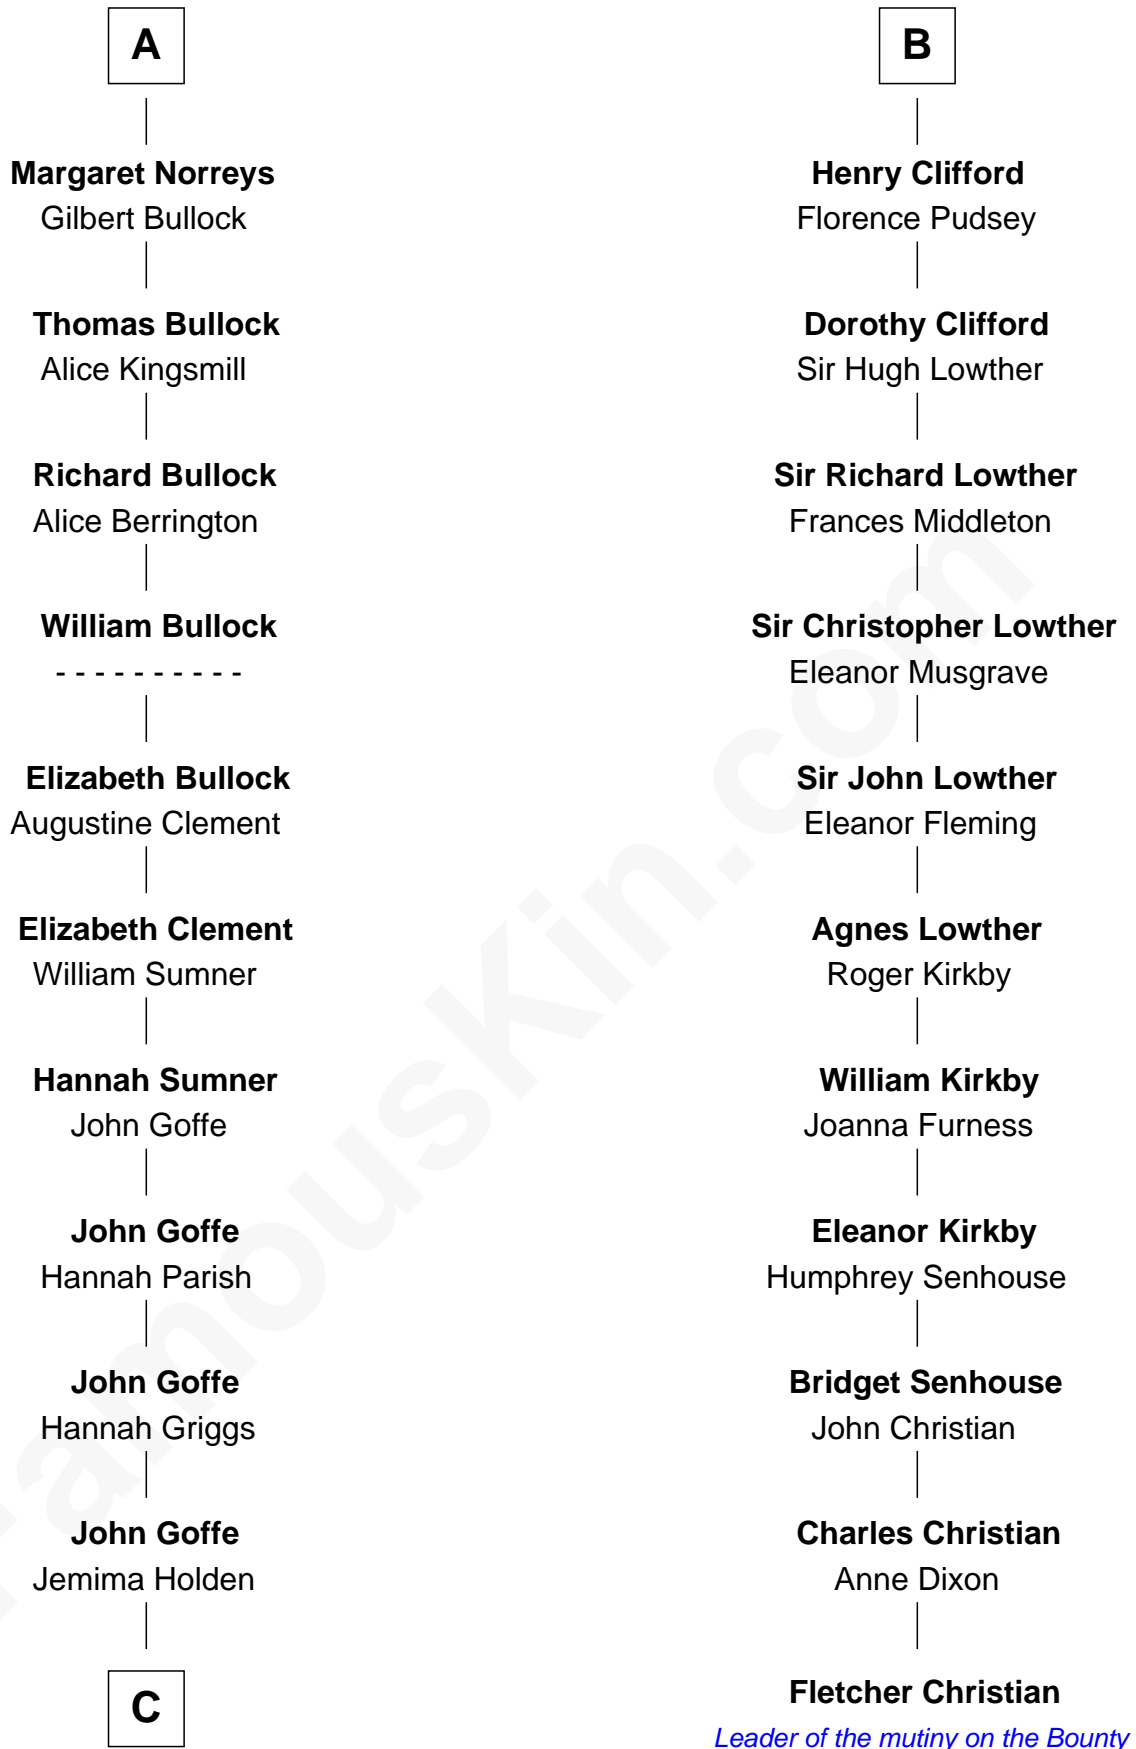 A
Margaret Norreys
Gilbert Bullock
Thomas Bullock
Alice Kingsmill
Richard Bullock
Alice Berrington
William Bullock
- - - - - - - - - -
Elizabeth Bullock
Augustine Clement
Elizabeth Clement
William Sumner
Hannah Sumner
John Goffe
John Goffe
Hannah Parish
John Goffe
Hannah Griggs
John Goffe
Jemima Holden
C
B
Henry Clifford
Florence Pudsey
Dorothy Clifford
Sir Hugh Lowther
Sir Richard Lowther
Frances Middleton
Sir Christopher Lowther
Eleanor Musgrave
Sir John Lowther
Eleanor Fleming
Agnes Lowther
Roger Kirkby
William Kirkby
Joanna Furness
Eleanor Kirkby
Humphrey Senhouse
Bridget Senhouse
John Christian
Charles Christian
Anne Dixon
Fletcher Christian
Leader of the mutiny on the Bounty
FamousKin.com